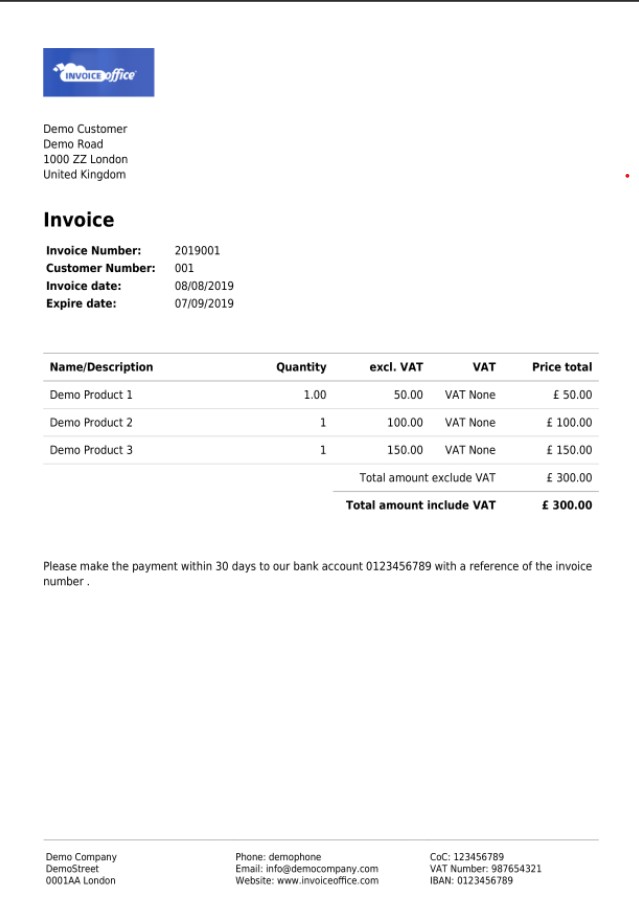 INVOICE office
Demo Customer
Demo Road
1000 ZZ London
United Kingdom
Invoice
Invoice Number: 2019001
Customer Number: 001
Invoice date: 08/08/2019
Expire date: 07/09/2019
Name/Description Quantity excl. VAT VAT Price total
Demo Product 1 1.00 50.00 VAT None £ 50.00
Demo Product 2 1 100.00 VAT None £ 100.00
Demo Product 3 1 150.00 VAT None £ 150.00
Total amount exclude VAT £ 300.00
Total amount include VAT £ 300.00
Please make the payment within 30 days to our bank account 0123456789 with a reference of the invoice
number .
Demo Company Phone: demophone CoC: 123456789
DemoStreet Email: info@democompany.com VAT Number: 987654321
0001AA London Website: www.invoiceoffice.com IBAN: 0123456789